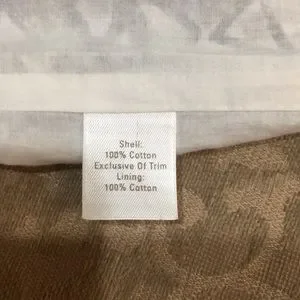 Shell:
100% Cotton
Exclusive Of Trim
Lining:
100% Cotton